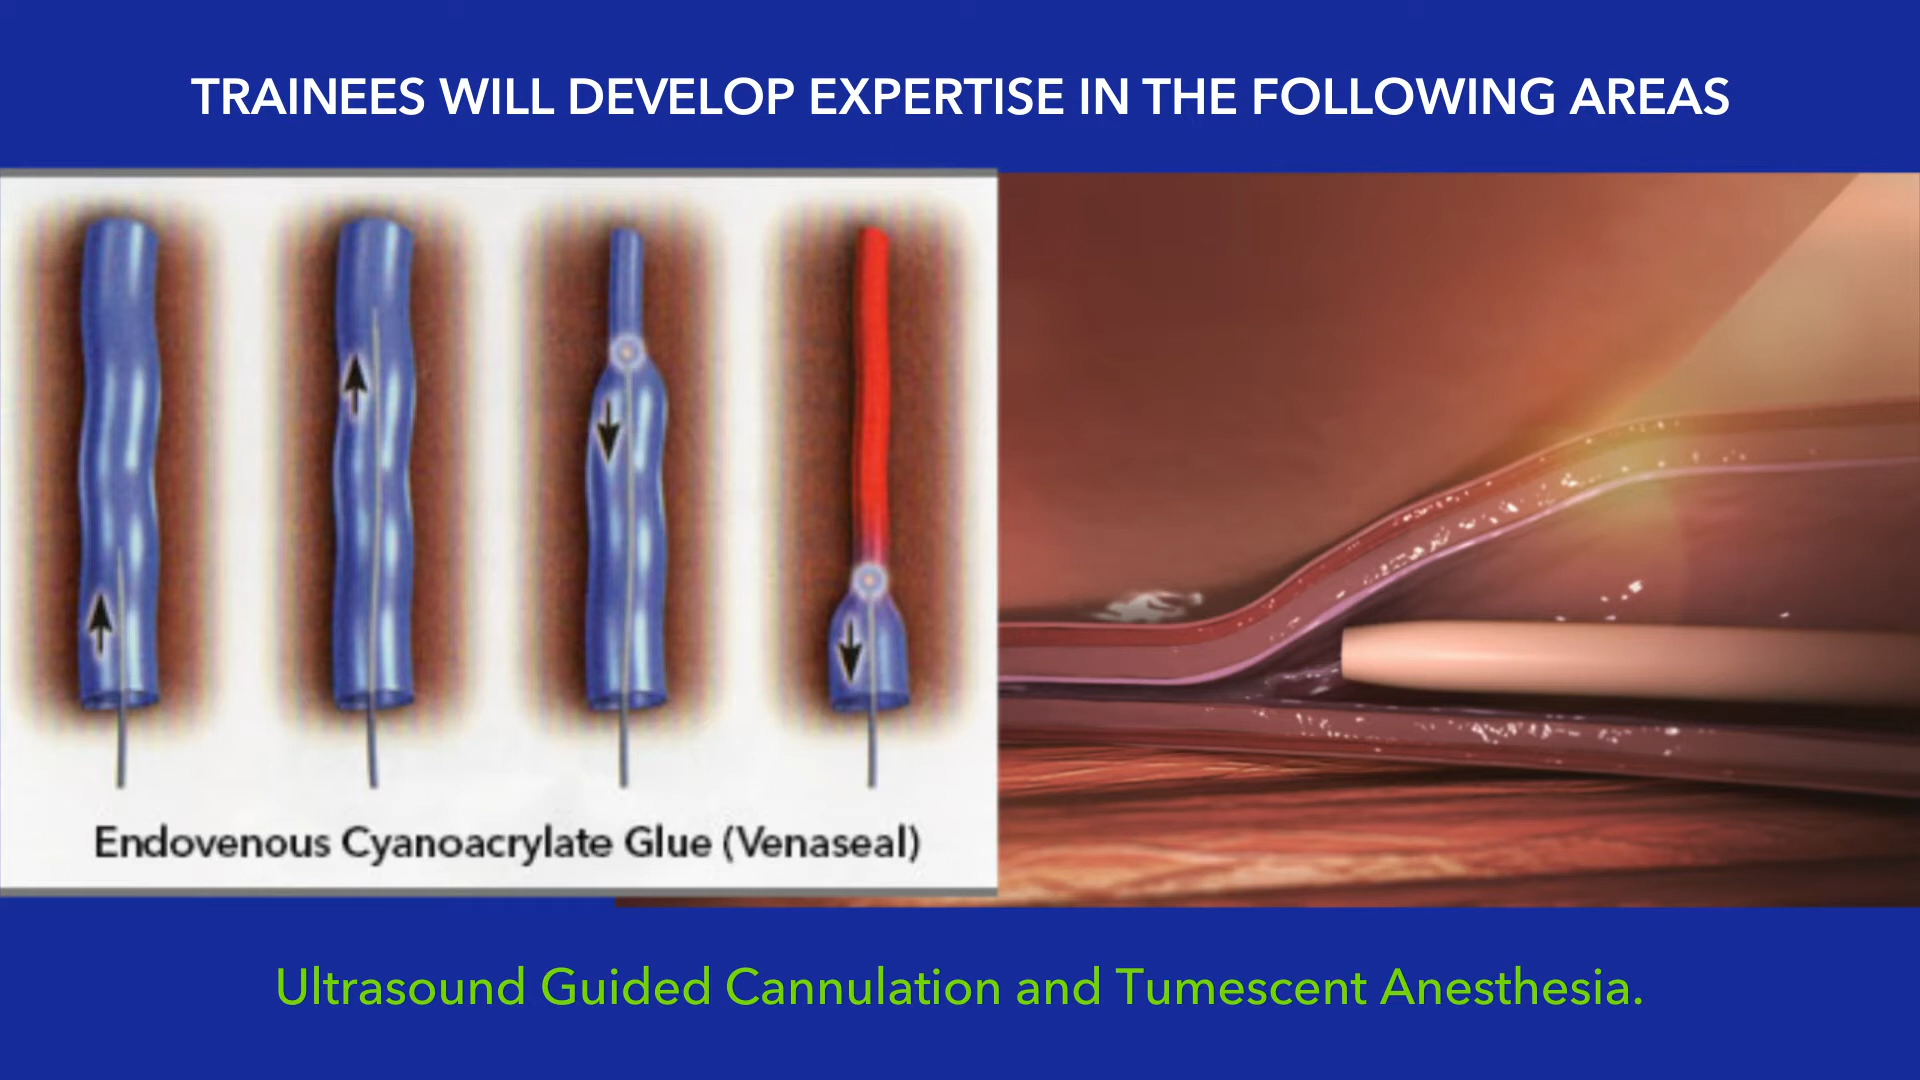 TRAINEES WILL DEVELOP EXPERTISE IN THE FOLLOWING AREAS
Endovenous Cyanoacrylate Glue (Venaseal)
Ultrasound Guided Cannulation and Tumescent Anesthesia.